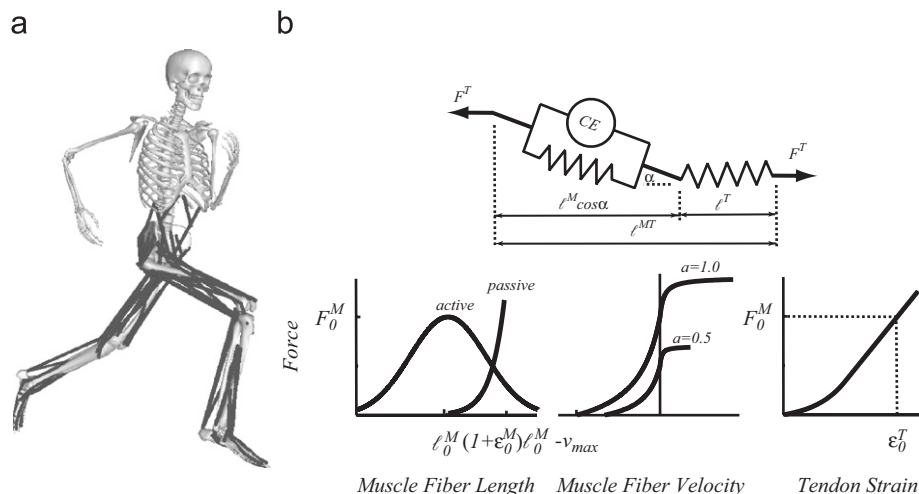 a
b
F^T
CE
F^T
α
ℓ^M cosα
ℓ^T
ℓ^MT
Force
F_0^M
active
passive
a=1.0
a=0.5
F_0^M
ℓ_0^M (1+ε_0^M)ℓ_0^M -v_max
ε_0^T
Muscle Fiber Length
Muscle Fiber Velocity
Tendon Strain